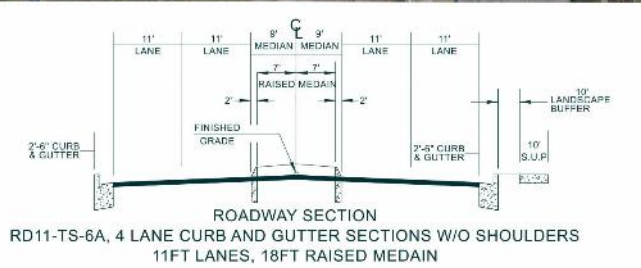 C L
11' 11' 9' 9' 11' 11'
LANE LANE MEDIAN MEDIAN LANE LANE
10'
LANDSCAPE
BUFFER
7' 7'
RAISED MEDAIN
2' 2'
FINISHED
GRADE
2'-6" CURB
& GUTTER
2'-6" CURB
& GUTTER
10'
S.U.P
ROADWAY SECTION
RD11-TS-6A, 4 LANE CURB AND GUTTER SECTIONS W/O SHOULDERS
11FT LANES, 18FT RAISED MEDAIN